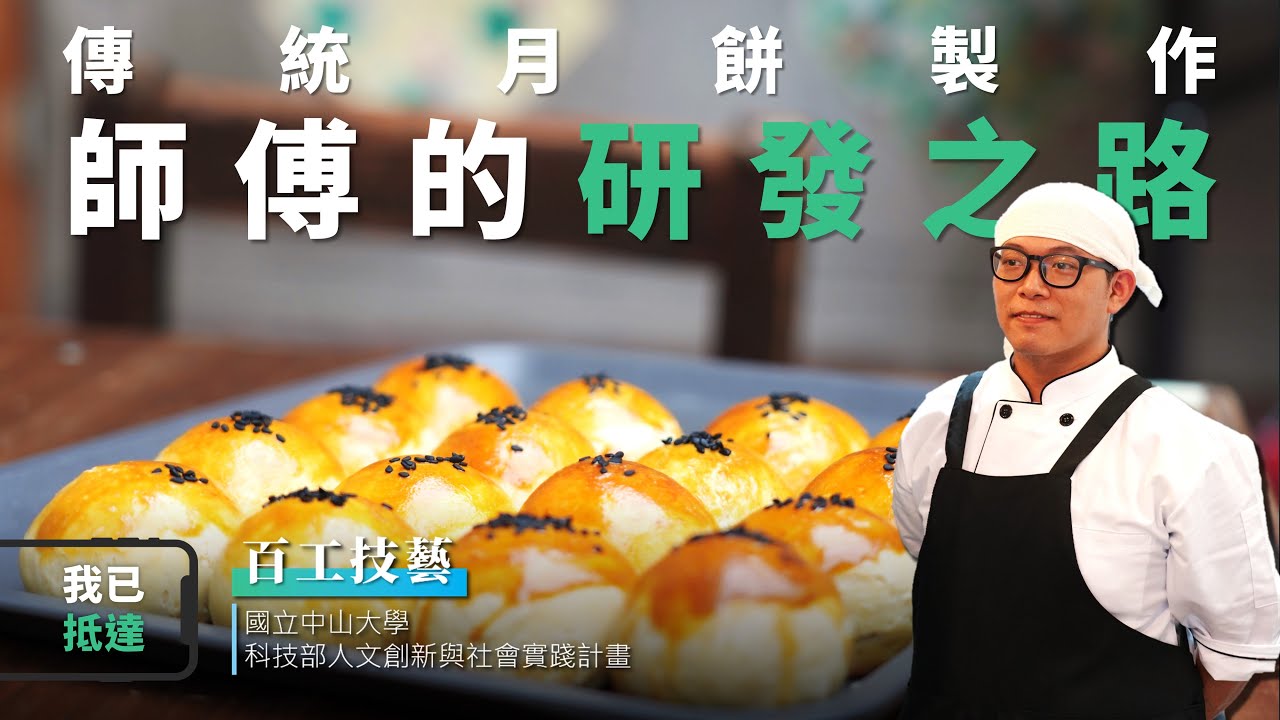 傳統月餅製作
師傅的研發之路
百工技藝
我已
抵達
國立中山大學
科技部人文創新與社會實踐計畫